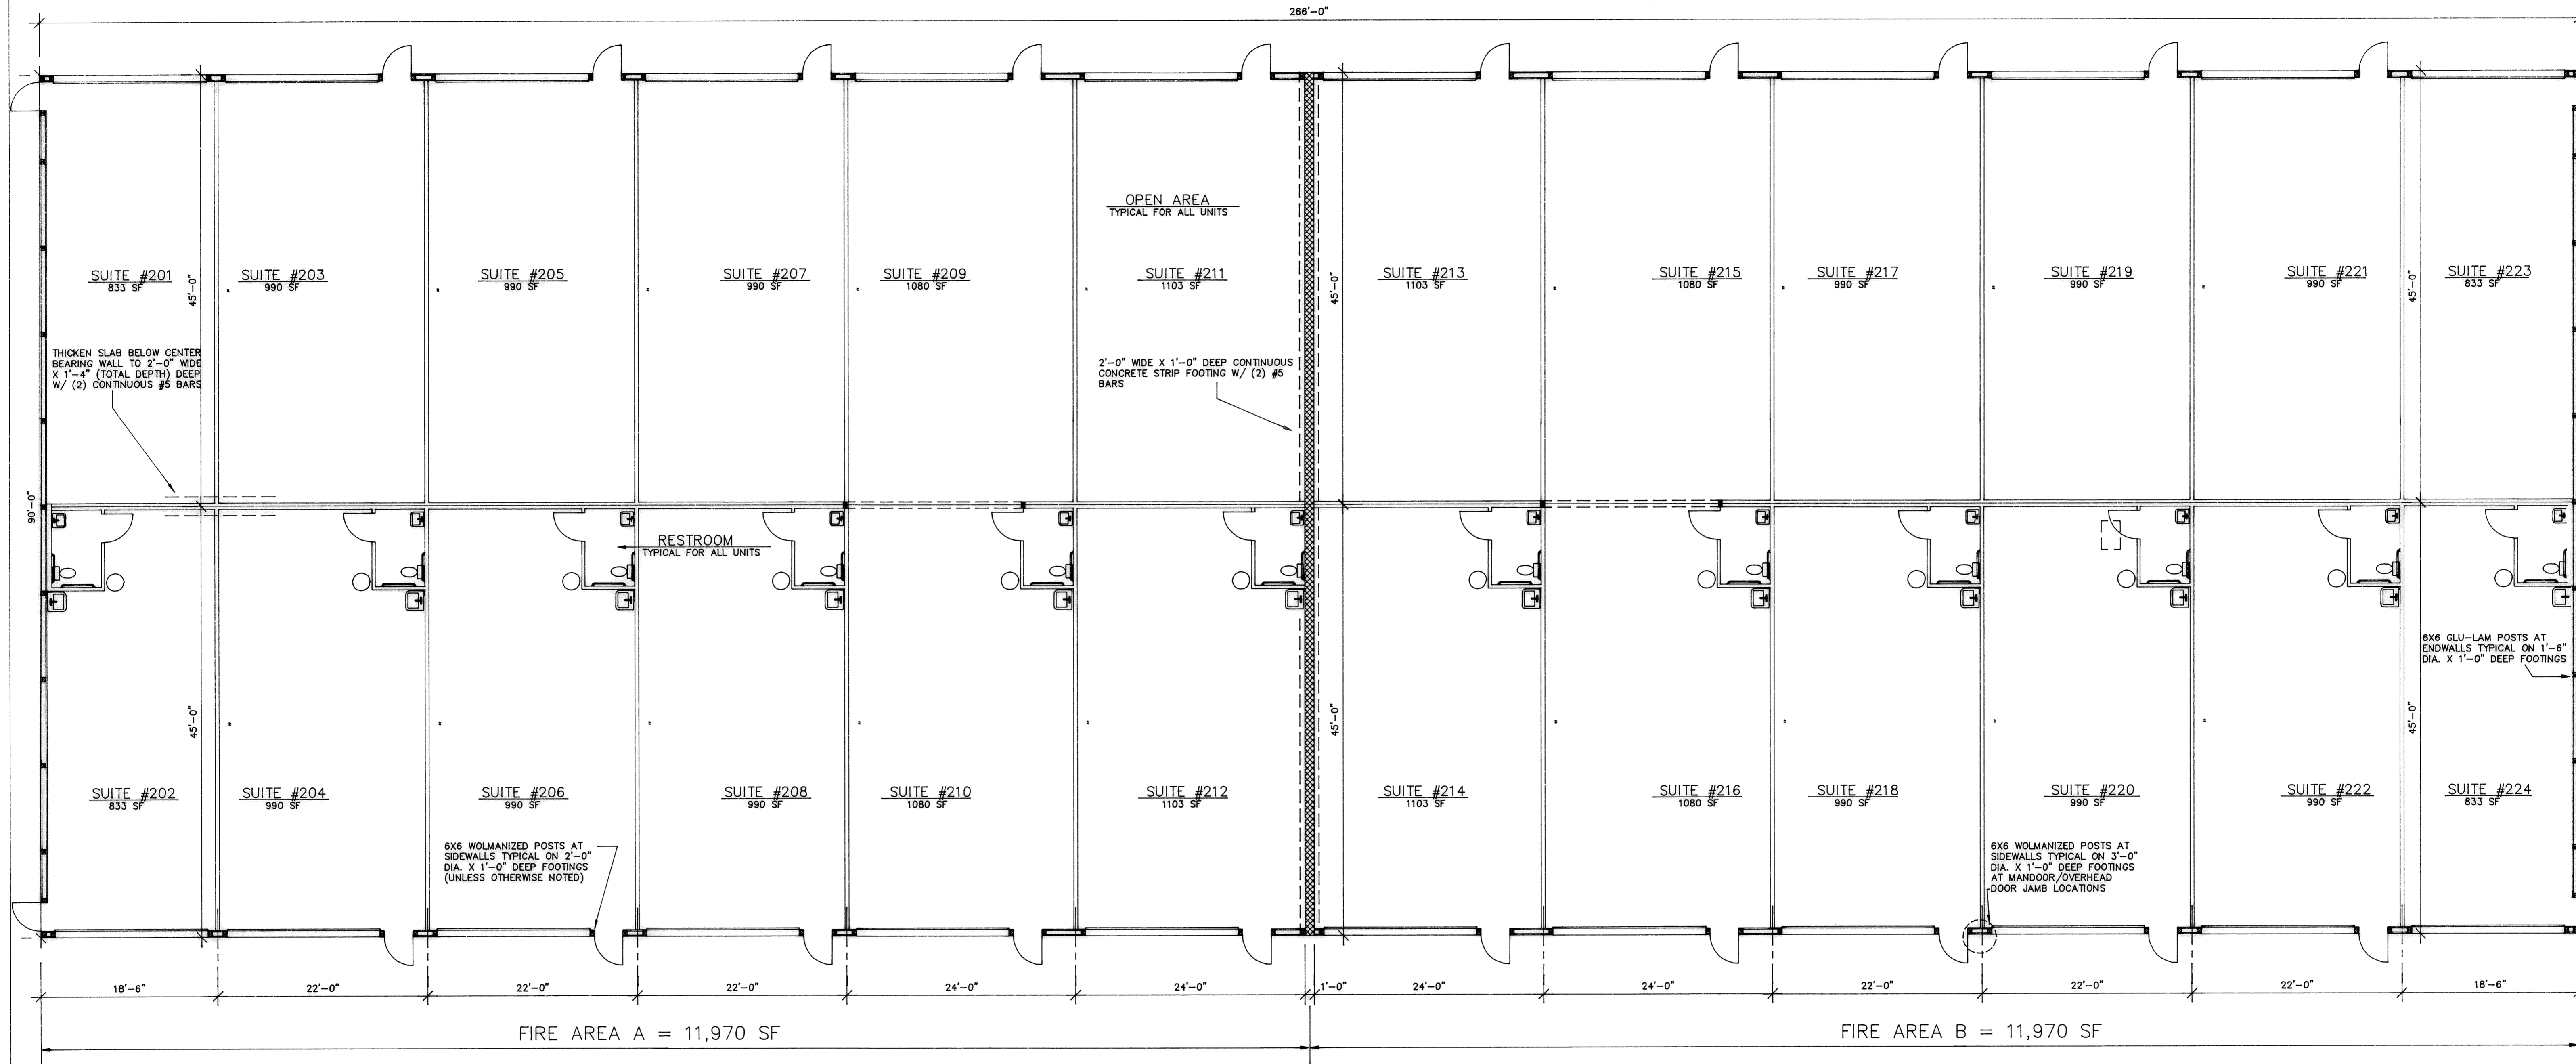 266'-0"
OPEN AREA
TYPICAL FOR ALL UNITS
SUITE #201
833 SF
45'-0"
SUITE #203
990 SF
SUITE #205
990 SF
SUITE #207
990 SF
SUITE #209
1080 SF
SUITE #211
1103 SF
45'-0"
SUITE #213
1103 SF
SUITE #215
1080 SF
SUITE #217
990 SF
SUITE #219
990 SF
SUITE #221
990 SF
45'-0"
SUITE #223
833 SF
THICKEN SLAB BELOW CENTER
BEARING WALL TO 2'-0" WIDE
X 1'-4" (TOTAL DEPTH) DEEP
W/ (2) CONTINUOUS #5 BARS
2'-0" WIDE X 1'-0" DEEP CONTINUOUS
CONCRETE STRIP FOOTING W/ (2) #5
BARS
90'-0"
RESTROOM
TYPICAL FOR ALL UNITS
6X6 GLU-LAM POSTS AT
ENDWALLS TYPICAL ON 1'-6"
DIA. X 1'-0" DEEP FOOTINGS
45'-0"
45'-0"
45'-0"
SUITE #202
833 SF
SUITE #204
990 SF
SUITE #206
990 SF
SUITE #208
990 SF
SUITE #210
1080 SF
SUITE #212
1103 SF
SUITE #214
1103 SF
SUITE #216
1080 SF
SUITE #218
990 SF
SUITE #220
990 SF
SUITE #222
990 SF
SUITE #224
833 SF
6X6 WOLMANIZED POSTS AT
SIDEWALLS TYPICAL ON 2'-0"
DIA. X 1'-0" DEEP FOOTINGS
(UNLESS OTHERWISE NOTED)
6X6 WOLMANIZED POSTS AT
SIDEWALLS TYPICAL ON 3'-0"
DIA. X 1'-0" DEEP FOOTINGS
AT MANDOOR/OVERHEAD
DOOR JAMB LOCATIONS
18'-6"
22'-0"
22'-0"
22'-0"
24'-0"
24'-0"
1'-0"
24'-0"
24'-0"
22'-0"
22'-0"
22'-0"
18'-6"
FIRE AREA A = 11,970 SF
FIRE AREA B = 11,970 SF